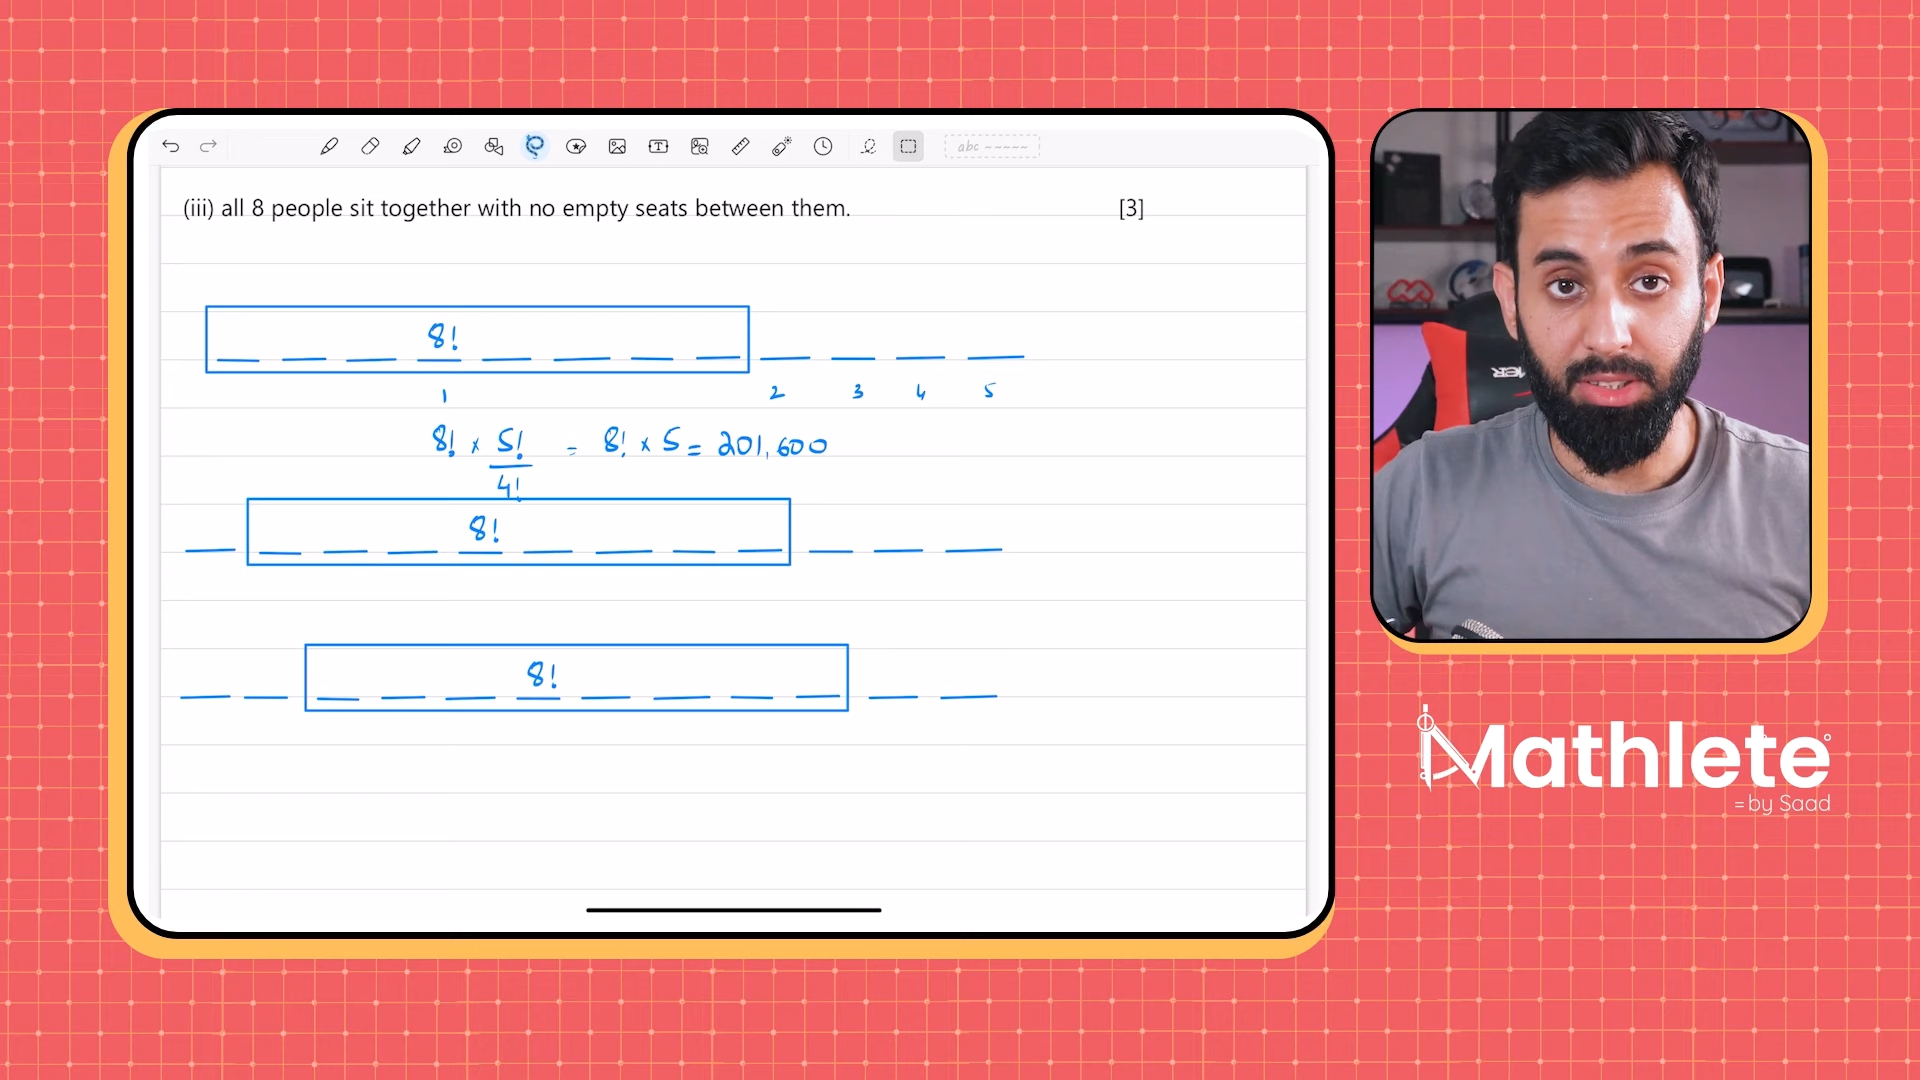 abc ~~~~~
(iii) all 8 people sit together with no empty seats between them. [3]
8!
1 2 3 4 5
8! × 5! = 8! × 5 = 201,600
4!
8!
8!
Mathlete
=by Saad